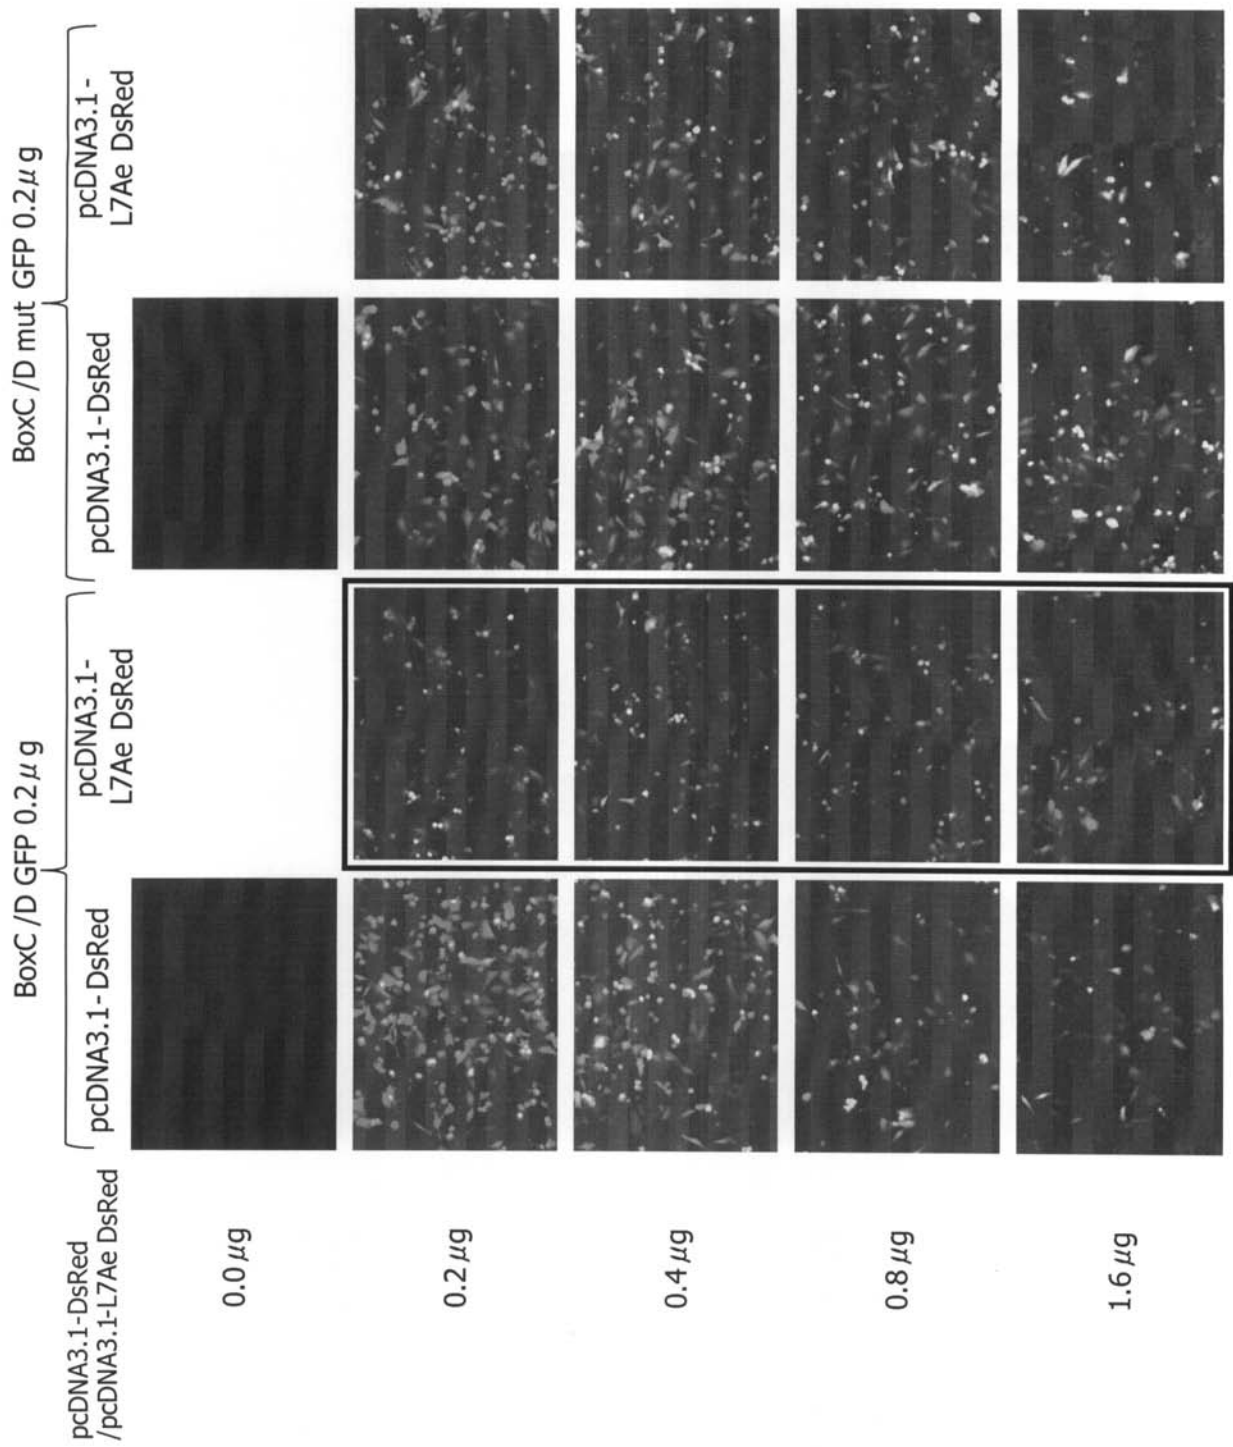 BoxC /D GFP 0.2μg
BoxC /D mut GFP 0.2μg
pcDNA3.1-DsRed
/pcDNA3.1-L7Ae DsRed
pcDNA3.1- DsRed
pcDNA3.1-
L7Ae DsRed
pcDNA3.1-DsRed
pcDNA3.1-
L7Ae DsRed
0.0μg
0.2μg
0.4μg
0.8μg
1.6μg